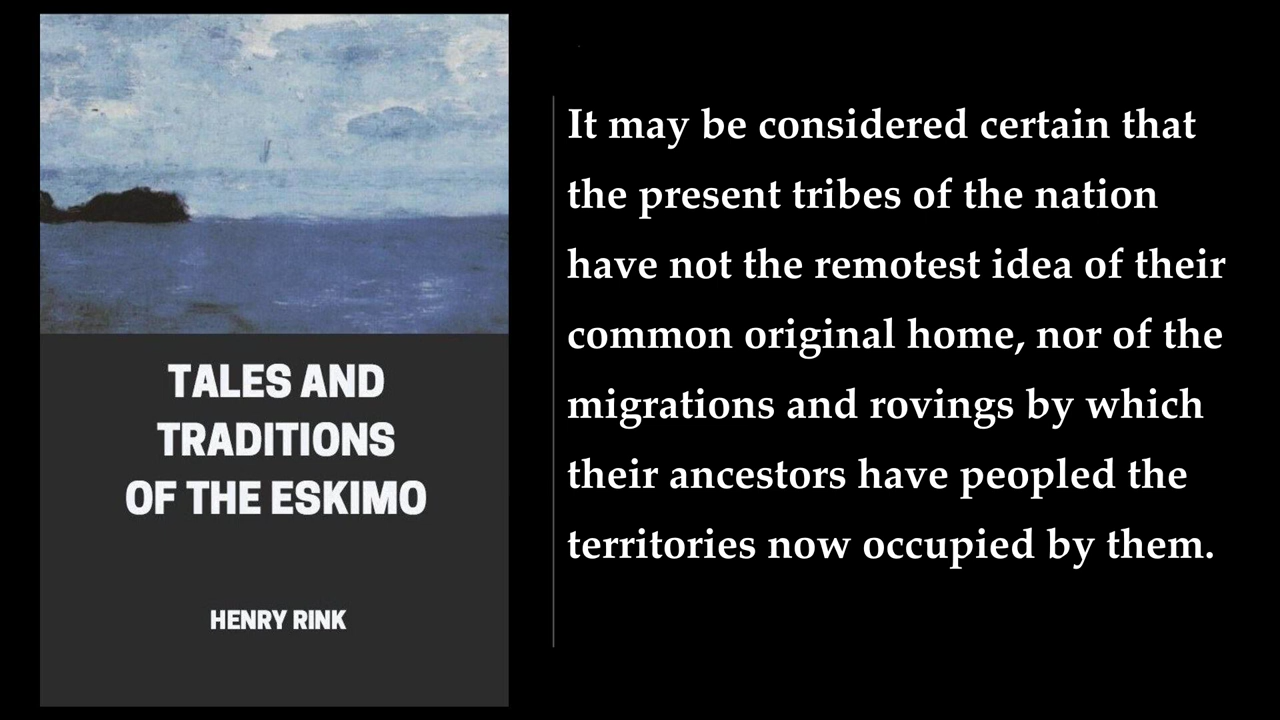 TALES AND
TRADITIONS
OF THE ESKIMO
HENRY RINK
It may be considered certain that
the present tribes of the nation
have not the remotest idea of their
common original home, nor of the
migrations and rovings by which
their ancestors have peopled the
territories now occupied by them.